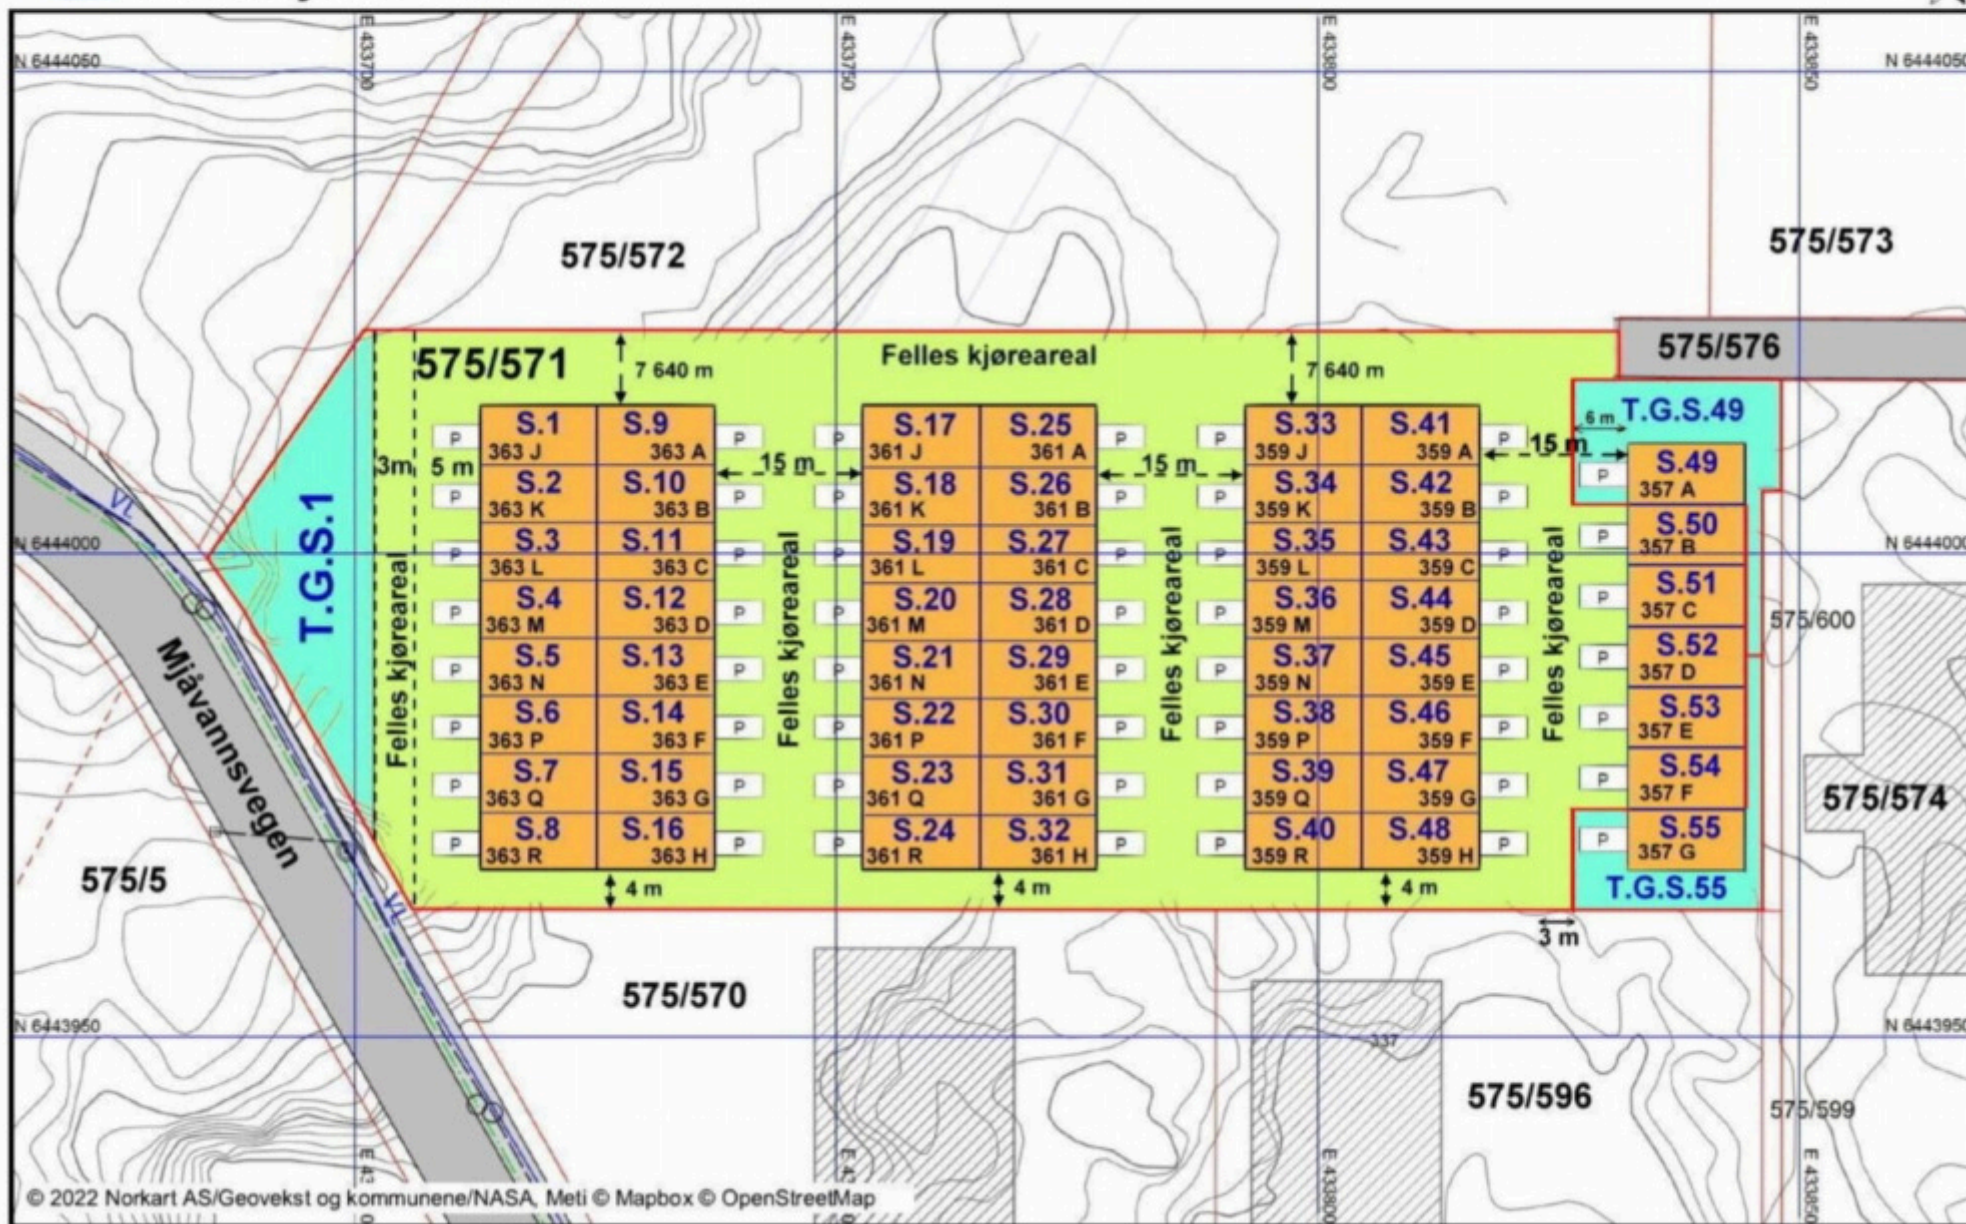 E 433700
E 433750
E 433800
E 433850
N 6444050
N 6444050
575/572
575/573
575/576
575/571
Felles kjøreareal
7 640 m
7 640 m
T.G.S.49
6 m
S.1
363 J
S.9
363 A
S.17
361 J
S.25
361 A
S.33
359 J
S.41
359 A
P P P P P P
3m
5 m
15 m
15 m
15 m
S.49
357 A
P
S.2
363 K
S.10
363 B
S.18
361 K
S.26
361 B
S.34
359 K
S.42
359 B
P P P P P P
T.G.S.1
VL
S.50
357 B
P
N 6444000
N 6444000
S.3
363 L
S.11
363 C
S.19
361 L
S.27
361 C
S.35
359 L
S.43
359 C
P P P P P P
S.51
357 C
P
S.4
363 M
S.12
363 D
S.20
361 M
S.28
361 D
S.36
359 M
S.44
359 D
P P P P P P
575/600
Felles kjøreareal
Felles kjøreareal
Felles kjøreareal
Felles kjøreareal
S.52
357 D
P
S.5
363 N
S.13
363 E
S.21
361 N
S.29
361 E
S.37
359 N
S.45
359 E
P P P P P P
S.53
357 E
P
S.6
363 P
S.14
363 F
S.22
361 P
S.30
361 F
S.38
359 P
S.46
359 F
P P P P P P
Mjåvannsvegen
S.54
357 F
P
S.7
363 Q
S.15
363 G
S.23
361 Q
S.31
361 G
S.39
359 Q
S.47
359 G
P P P P P P
575/574
S.55
357 G
P
S.8
363 R
S.16
363 H
S.24
361 R
S.32
361 H
S.40
359 R
S.48
359 H
P P P P P P
575/5
VL
4 m
4 m
4 m
T.G.S.55
3 m
575/570
N 6443950
N 6443950
337
575/596
575/599
E 433800
E 433850
© 2022 Norkart AS/Geovekst og kommunene/NASA, Meti © Mapbox © OpenStreetMap